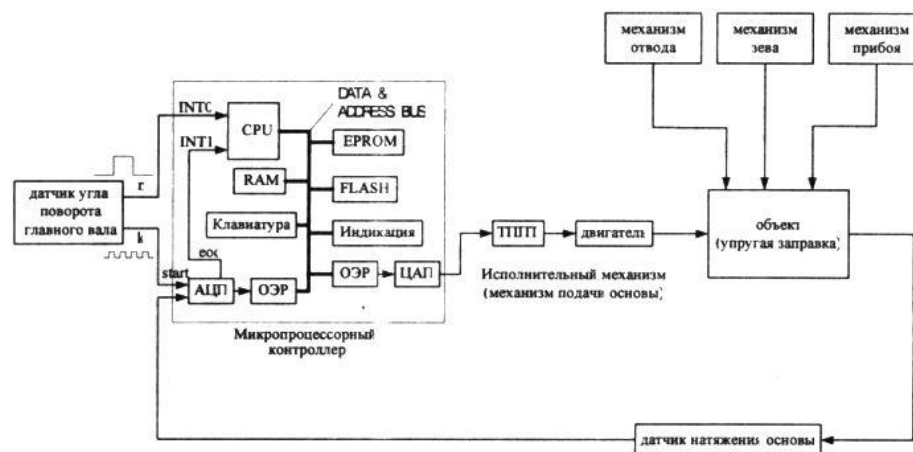 механизм
отвода
механизм
зева
механизм
прибоя
DATA &
ADDRESS BUS
INT0
INT1
CPU
EPROM
RAM
FLASH
Клавиатура
Индикация
датчик угла
поворота
главного вала
r
k
eoc
start
АЦП
ОЭР
ОЭР
ЦАП
двигатель
объект
(упругая заправка)
Исполнительный механизм
(механизм подачи основы)
Микропроцессорный
контроллер
датчик натяжения основы